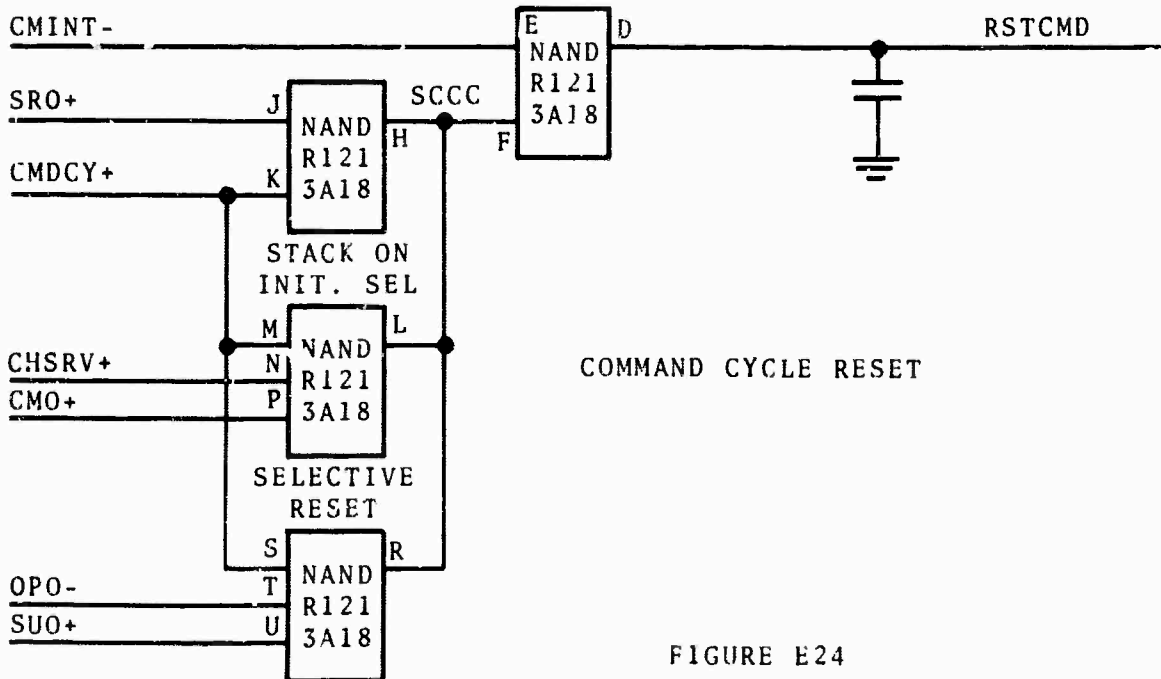 CMINT-
E
D
NAND
R121
3A18
F
RSTCMD
SRO+
J
NAND
R121
3A18
H
SCCC
CMDCY+
K
STACK ON
INIT. SEL
M
NAND
R121
3A18
L
CHSRV+
N
CMO+
P
COMMAND CYCLE RESET
SELECTIVE
RESET
S
NAND
R121
3A18
R
OPO-
T
SUO+
U
FIGURE E24